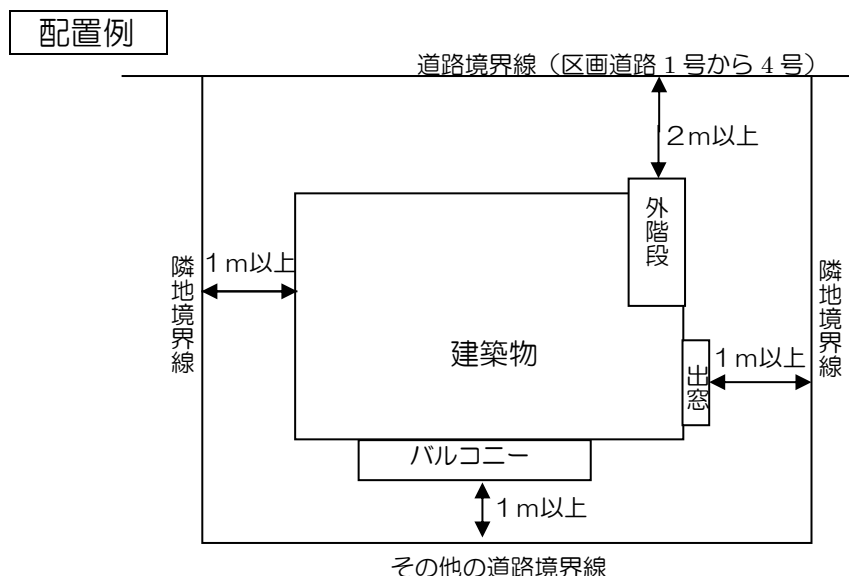 配置例
道路境界線（区画道路1号から4号）
２ｍ以上
外階段
隣地境界線
１ｍ以上
隣地境界線
建築物
出窓
１ｍ以上
バルコニー
１ｍ以上
その他の道路境界線